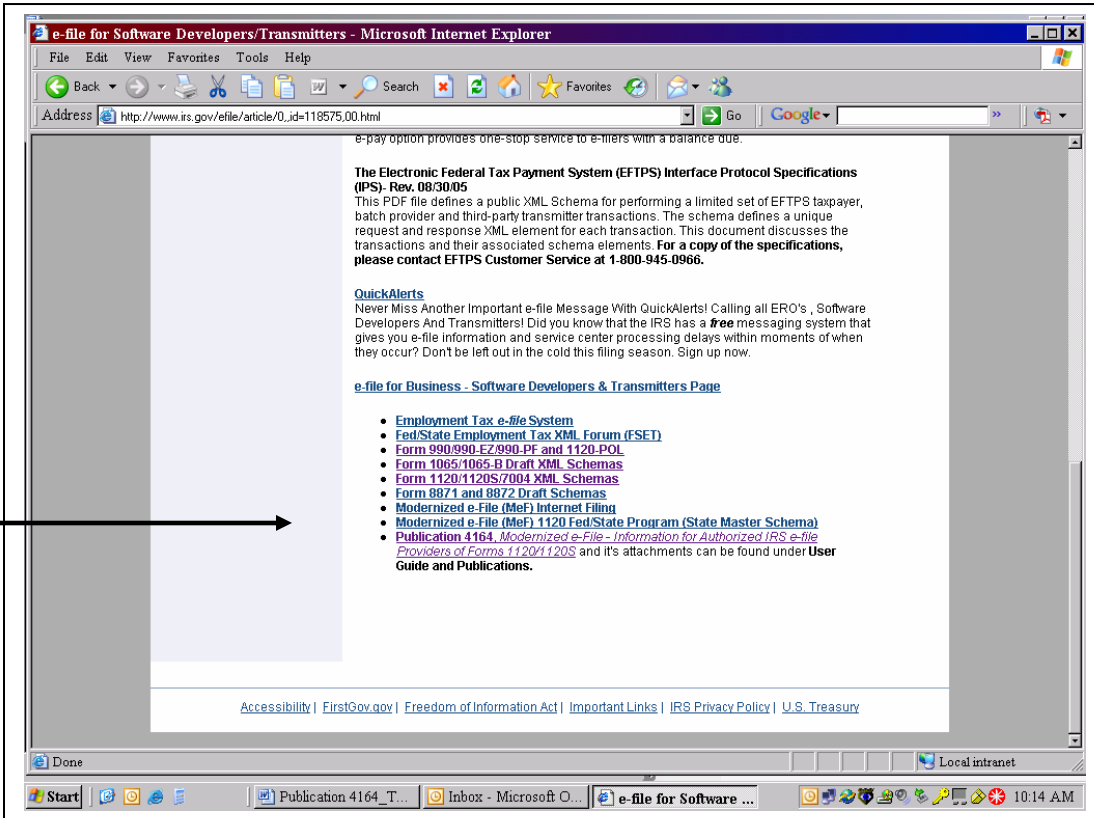 e-file for Software Developers/Transmitters - Microsoft Internet Explorer
File Edit View Favorites Tools Help
Back Search Favorites
Address http://www.irs.gov/efile/article/0,,id=118575,00.html Go Google »
e-pay option provides one-stop service to e-filers with a balance due.
The Electronic Federal Tax Payment System (EFTPS) Interface Protocol Specifications
(IPS)- Rev. 08/30/05
This PDF file defines a public XML Schema for performing a limited set of EFTPS taxpayer,
batch provider and third-party transmitter transactions. The schema defines a unique
request and response XML element for each transaction. This document discusses the
transactions and their associated schema elements. For a copy of the specifications,
please contact EFTPS Customer Service at 1-800-945-0966.
QuickAlerts
Never Miss Another Important e-file Message With QuickAlerts! Calling all ERO's , Software
Developers And Transmitters! Did you know that the IRS has a free messaging system that
gives you e-file information and service center processing delays within moments of when
they occur? Don't be left out in the cold this filing season. Sign up now.
e-file for Business - Software Developers & Transmitters Page
• Employment Tax e-file System
• Fed/State Employment Tax XML Forum (FSET)
• Form 990/990-EZ/990-PF and 1120-POL
• Form 1065/1065-B Draft XML Schemas
• Form 1120/1120S/7004 XML Schemas
• Form 8871 and 8872 Draft Schemas
• Modernized e-File (MeF) Internet Filing
• Modernized e-File (MeF) 1120 Fed/State Program (State Master Schema)
• Publication 4164, Modernized e-File - Information for Authorized IRS e-file
Providers of Forms 1120/1120S and it's attachments can be found under User
Guide and Publications.
Accessibility | FirstGov.gov | Freedom of Information Act | Important Links | IRS Privacy Policy | U.S. Treasury
Done Local intranet
Start Publication 4164_T... Inbox - Microsoft O... e-file for Software ... 10:14 AM